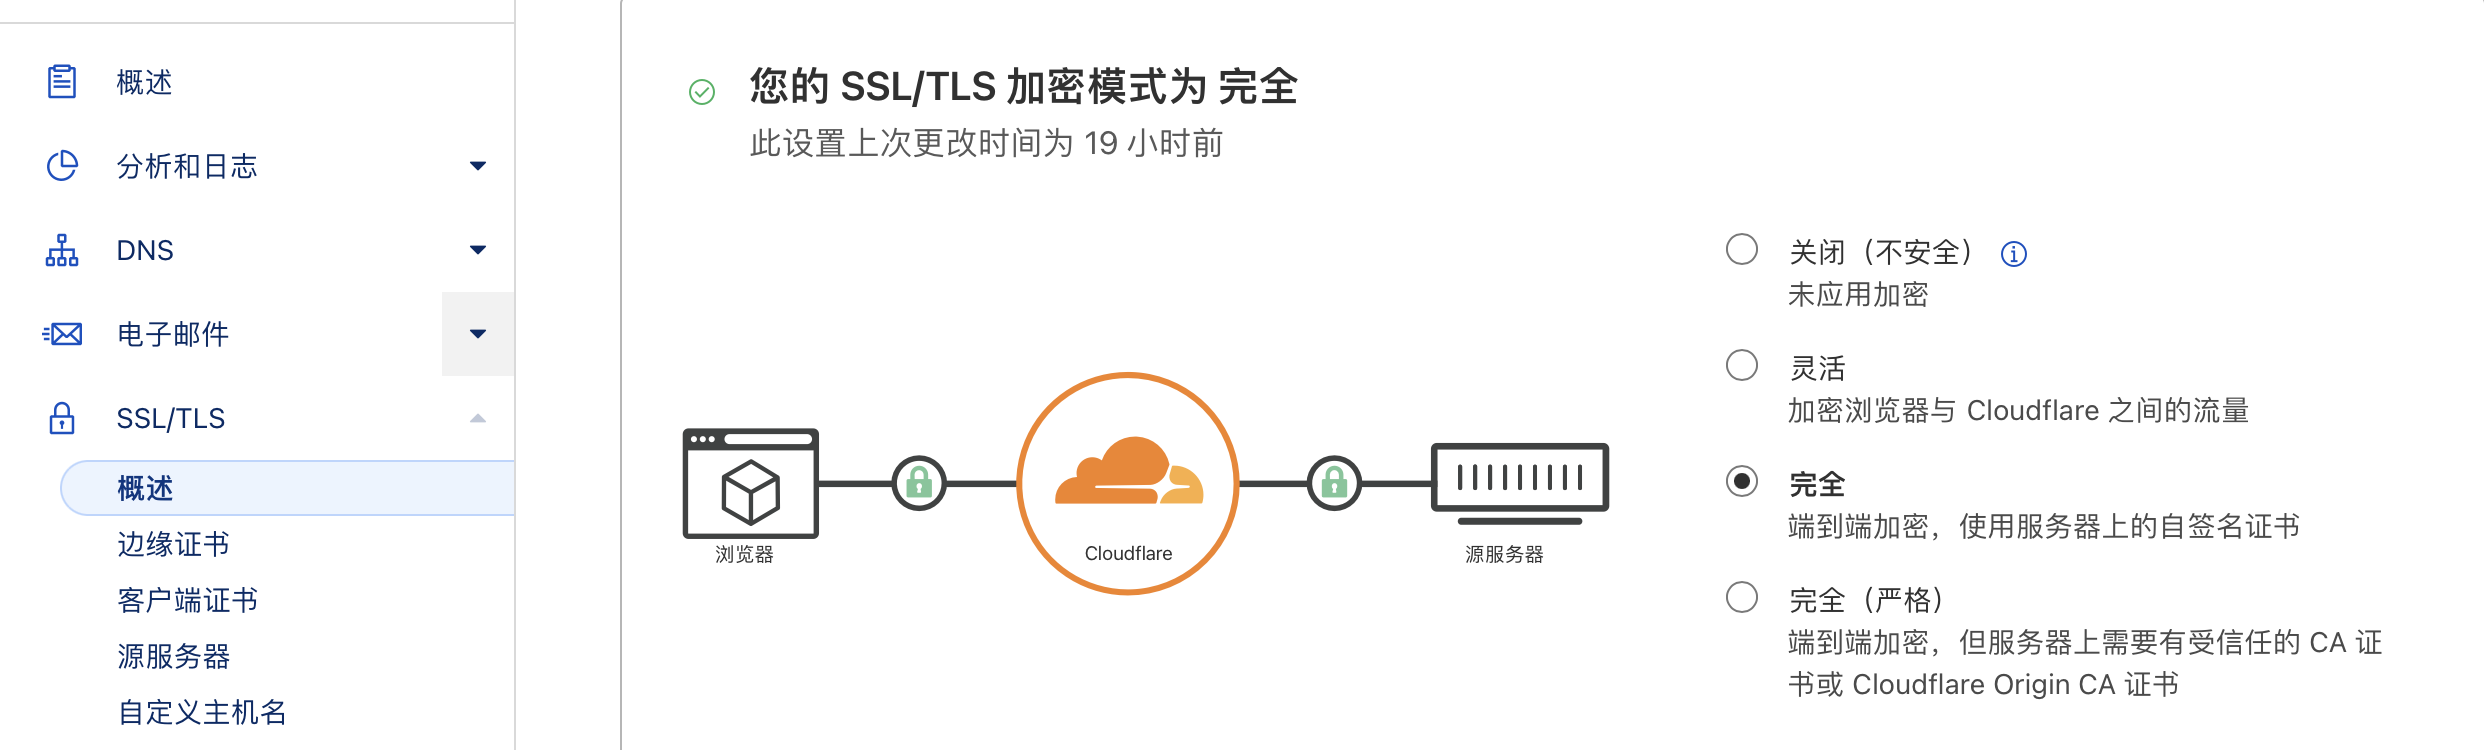 概述
分析和日志
DNS
电子邮件
SSL/TLS
概述
边缘证书
客户端证书
源服务器
自定义主机名
您的 SSL/TLS 加密模式为 完全
此设置上次更改时间为 19 小时前
浏览器
Cloudflare
源服务器
关闭（不安全）
未应用加密
灵活
加密浏览器与 Cloudflare 之间的流量
完全
端到端加密，使用服务器上的自签名证书
完全（严格）
端到端加密，但服务器上需要有受信任的 CA 证
书或 Cloudflare Origin CA 证书